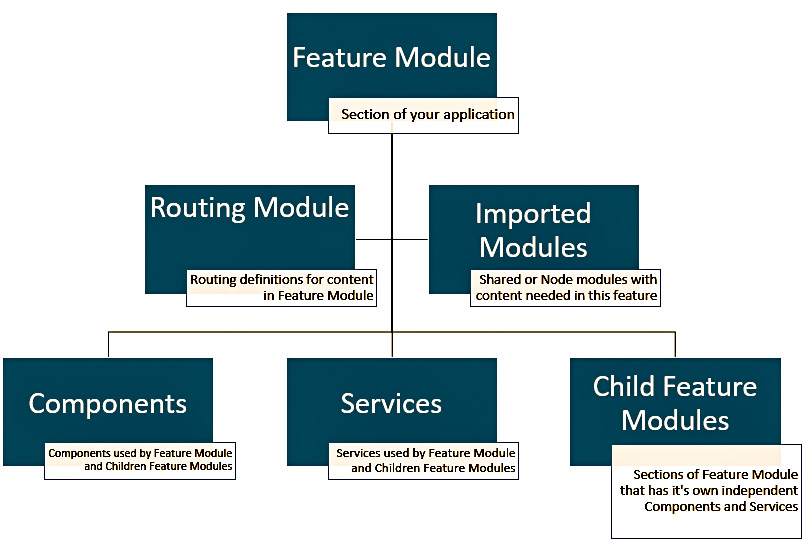 Feature Module
Section of your application
Routing Module
Routing definitions for content
in Feature Module
Imported
Modules
Shared or Node modules with
content needed in this feature
Components
Components used by Feature Module
and Children Feature Modules
Services
Services used by Feature Module
and Children Feature Modules
Child Feature
Modules
Sections of Feature Module
that has it's own independent
Components and Services